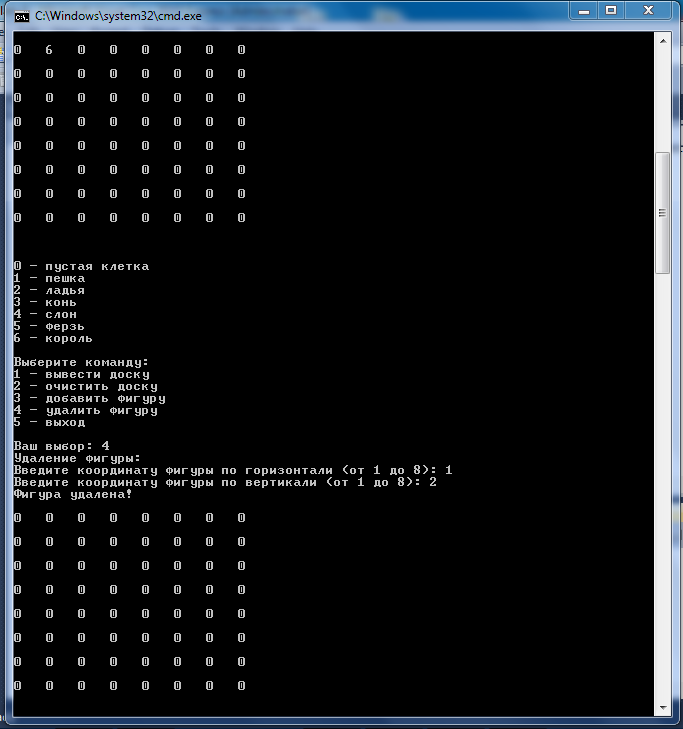 C:\Windows\system32\cmd.exe
0 6 0 0 0 0 0 0
0 0 0 0 0 0 0 0
0 0 0 0 0 0 0 0
0 0 0 0 0 0 0 0
0 0 0 0 0 0 0 0
0 0 0 0 0 0 0 0
0 0 0 0 0 0 0 0
0 0 0 0 0 0 0 0
0 - пустая клетка
1 - пешка
2 - ладья
3 - конь
4 - слон
5 - ферзь
6 - король
Выберите команду:
1 - вывести доску
2 - очистить доску
3 - добавить фигуру
4 - удалить фигуру
5 - выход
Ваш выбор: 4
Удаление фигуры:
Введите координату фигуры по горизонтали (от 1 до 8): 1
Введите координату фигуры по вертикали (от 1 до 8): 2
Фигура удалена!
0 0 0 0 0 0 0 0
0 0 0 0 0 0 0 0
0 0 0 0 0 0 0 0
0 0 0 0 0 0 0 0
0 0 0 0 0 0 0 0
0 0 0 0 0 0 0 0
0 0 0 0 0 0 0 0
0 0 0 0 0 0 0 0